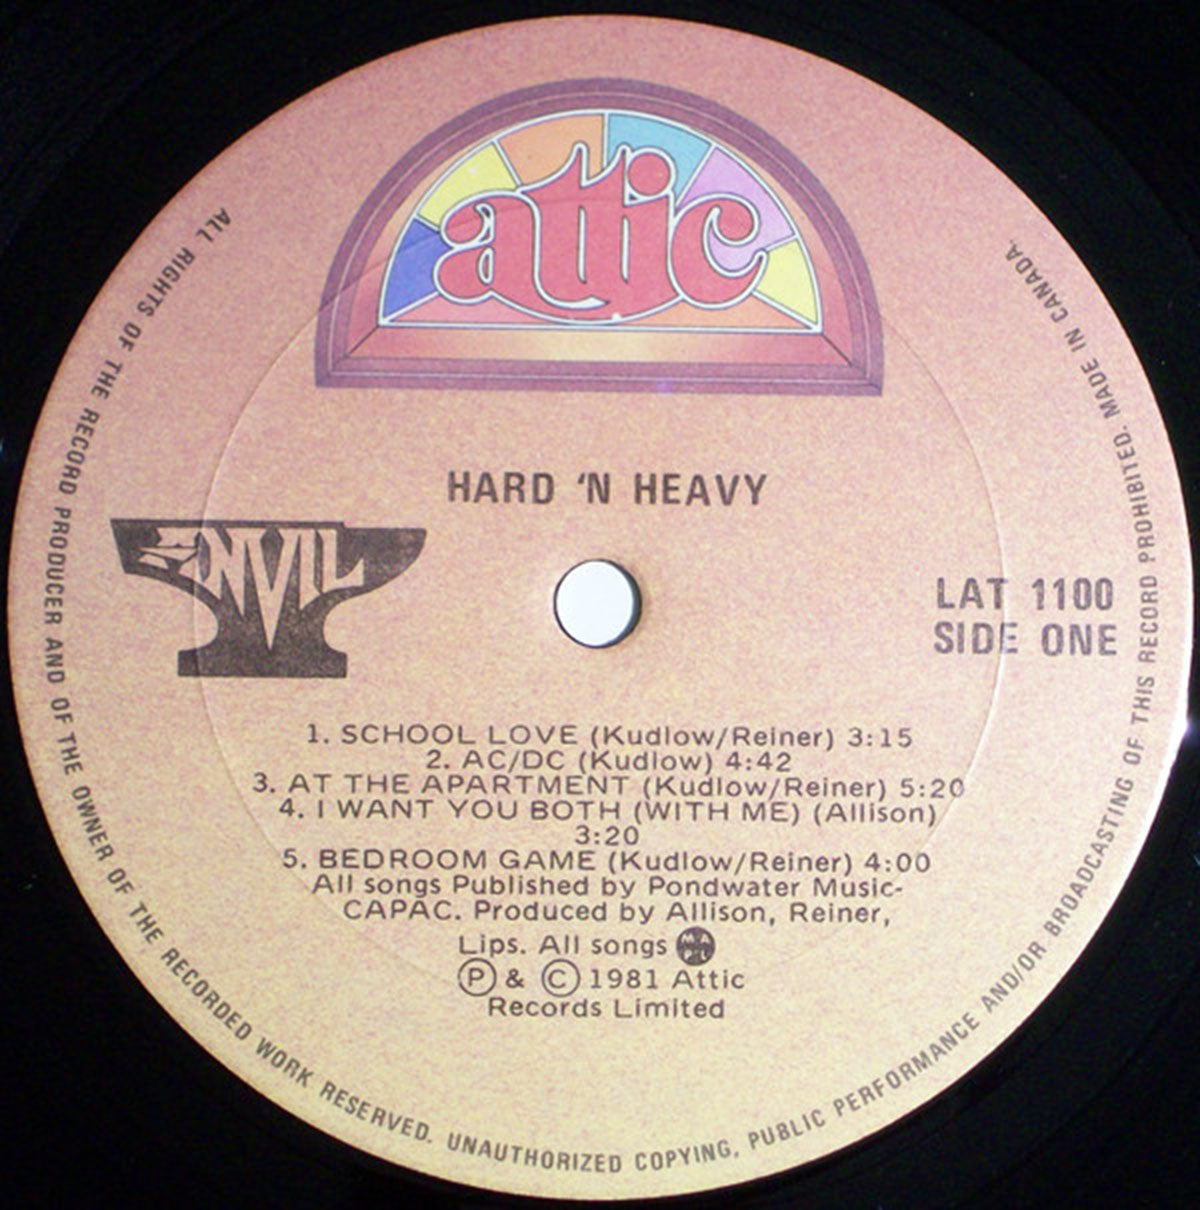 attic
HARD 'N HEAVY
ANVIL
LAT 1100
SIDE ONE
1. SCHOOL LOVE (Kudlow/Reiner) 3:15
2. AC/DC (Kudlow) 4:42
3. AT THE APARTMENT (Kudlow/Reiner) 5:20
4. I WANT YOU BOTH (WITH ME) (Allison)
3:20
5. BEDROOM GAME (Kudlow/Reiner) 4:00
All songs Published by Pondwater Music-
CAPAC. Produced by Allison, Reiner,
Lips. All songs MAPL
Ⓟ & © 1981 Attic
Records Limited
ALL RIGHTS OF THE RECORD PRODUCER AND OF THE OWNER OF THE RECORDED WORK RESERVED. UNAUTHORIZED COPYING, PUBLIC PERFORMANCE AND/OR BROADCASTING OF THIS RECORD PROHIBITED. MADE IN CANADA.